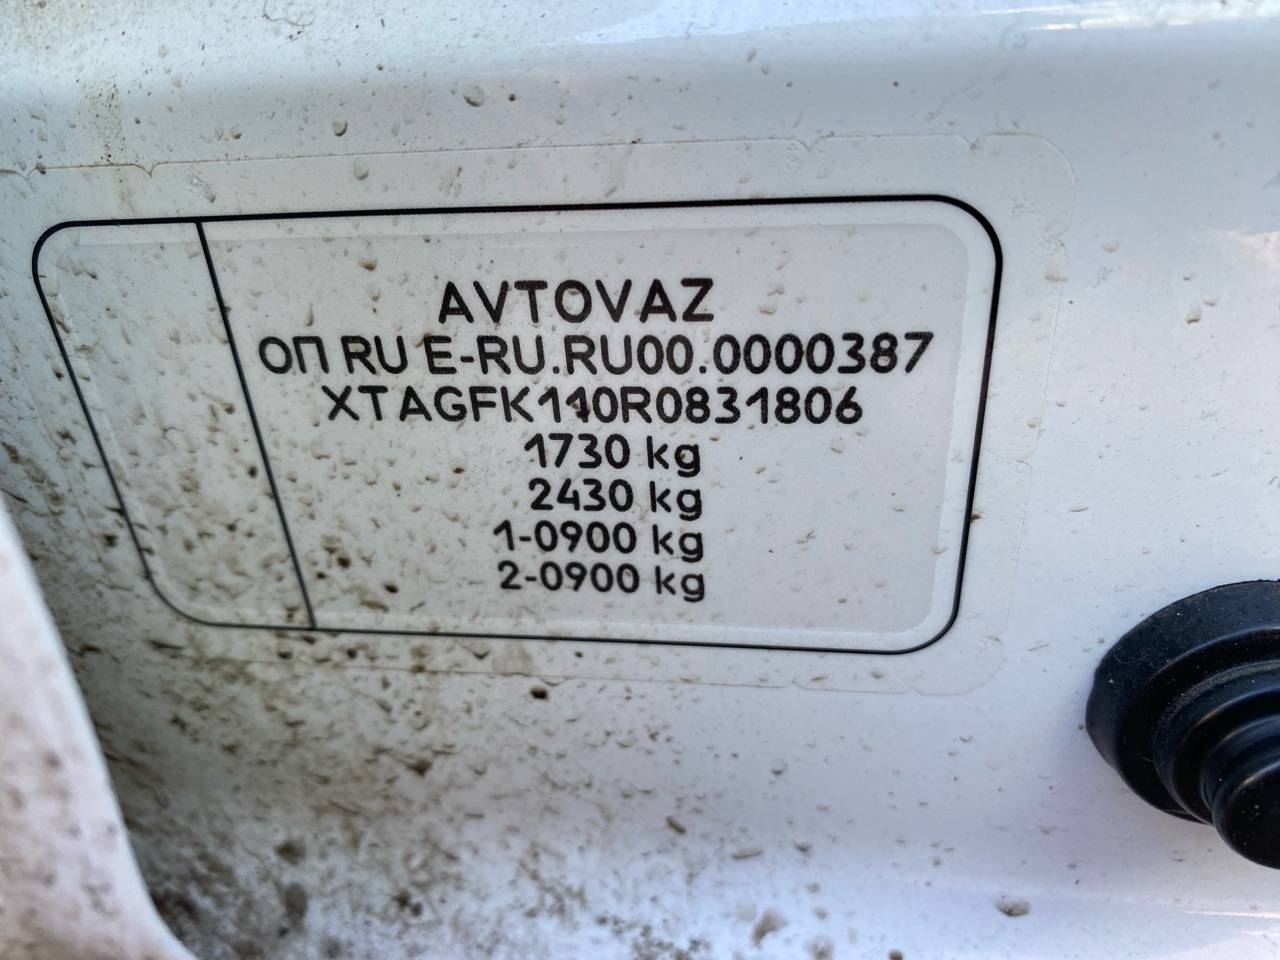 AVTOVAZ
ОП RU E-RU.RU00.0000387
XTAGFK110R0831806
1730 kg
2430 kg
1-0900 kg
2-0900 kg